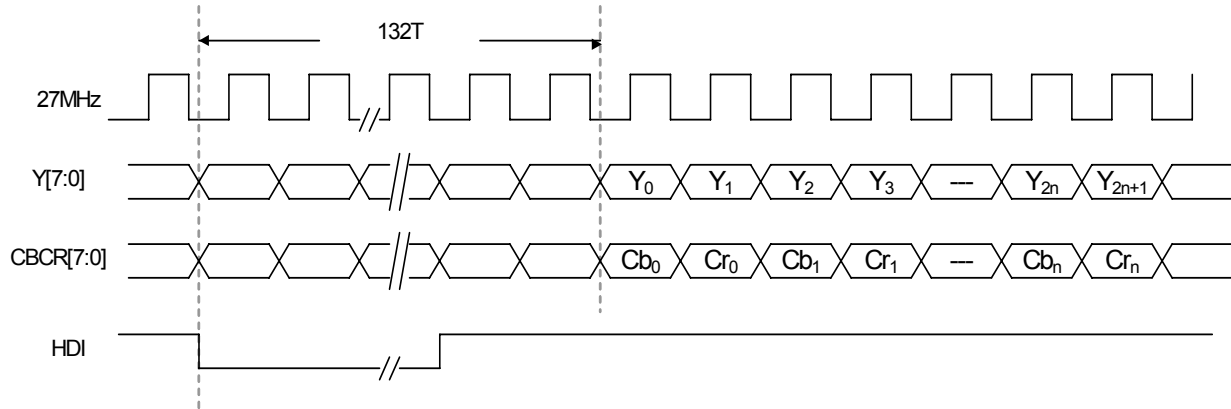 132T
27MHz
Y[7:0] Y₀ Y₁ Y₂ Y₃ --- Y₂ₙ Y₂ₙ₊₁
CBCR[7:0] Cb₀ Cr₀ Cb₁ Cr₁ --- Cbₙ Crₙ
HDI